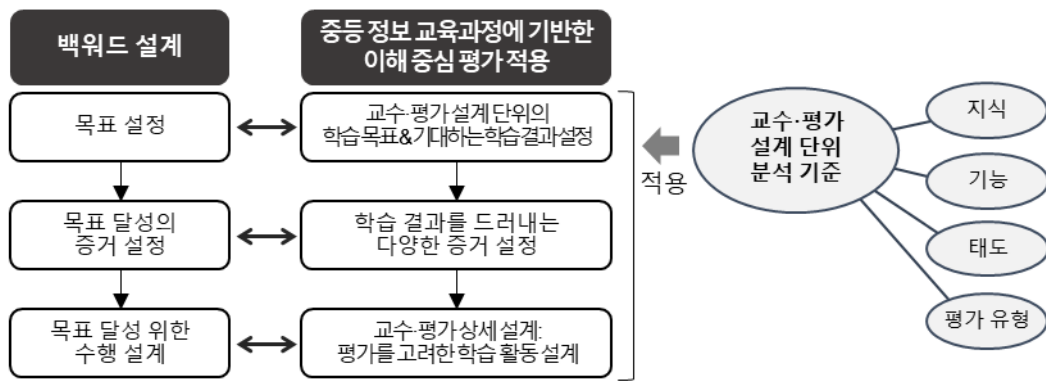 백워드 설계
중등 정보 교육과정에 기반한
이해 중심 평가 적용
목표 설정
교수·평가 설계 단위의
학습 목표&기대하는 학습 결과 설정
목표 달성의
증거 설정
학습 결과를 드러내는
다양한 증거 설정
목표 달성 위한
수행 설계
교수·평가 상세 설계:
평가를 고려한 학습 활동 설계
적용
교수·평가
설계 단위
분석 기준
지식
기능
태도
평가 유형